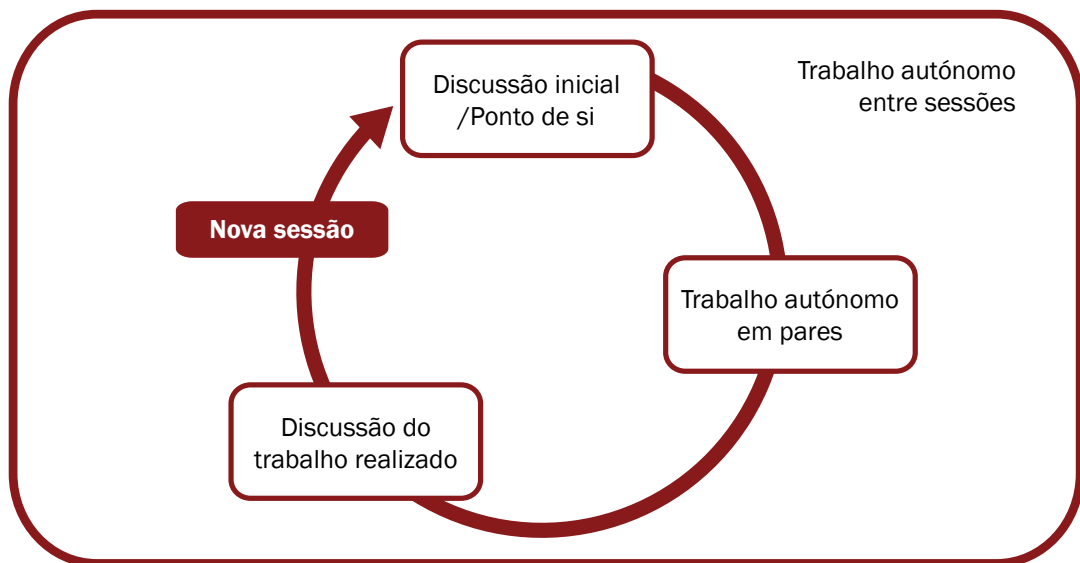 Discussão inicial
/Ponto de si
Trabalho autónomo
entre sessões
Nova sessão
Trabalho autónomo
em pares
Discussão do
trabalho realizado